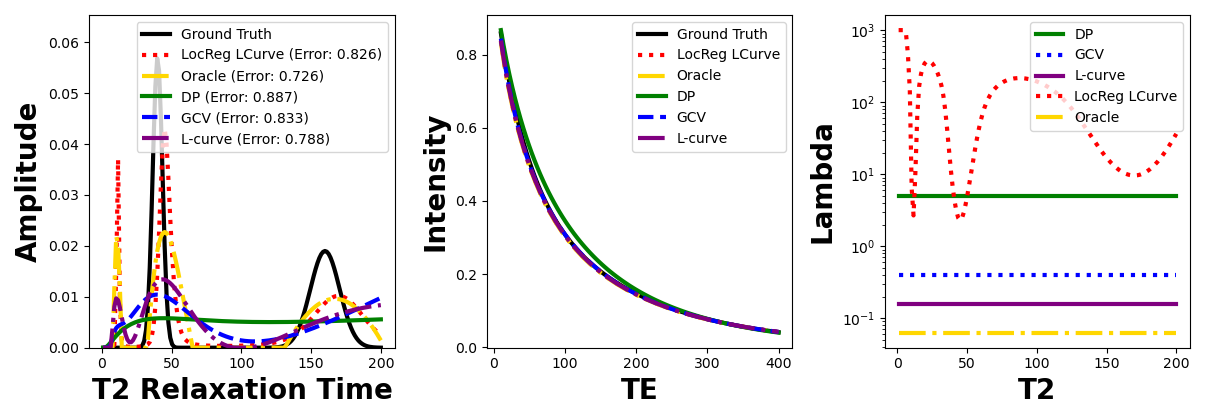 Amplitude
0.06
0.05
0.04
0.03
0.02
0.01
0.00
0
50
100
150
200
T2 Relaxation Time
Ground Truth
LocReg LCurve (Error: 0.826)
Oracle (Error: 0.726)
DP (Error: 0.887)
GCV (Error: 0.833)
L-curve (Error: 0.788)
Intensity
0.8
0.6
0.4
0.2
0.0
0
100
200
300
400
TE
Ground Truth
LocReg LCurve
Oracle
DP
GCV
L-curve
Lambda
10³
10²
10¹
10⁰
10⁻¹
0
50
100
150
200
T2
DP
GCV
L-curve
LocReg LCurve
Oracle